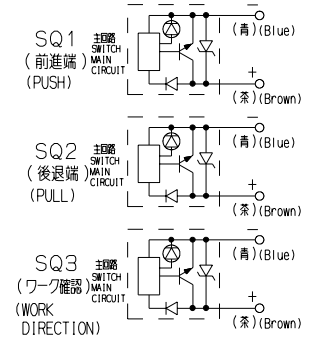 SQ1
(前進端)
(PUSH)
主回路
SWITCH
MAIN
CIRCUIT
−
(青)(Blue)
+
(茶)(Brown)
SQ2
(後退端)
(PULL)
主回路
SWITCH
MAIN
CIRCUIT
−
(青)(Blue)
+
(茶)(Brown)
SQ3
(ワーク確認)
(WORK
DIRECTION)
主回路
SWITCH
MAIN
CIRCUIT
−
(青)(Blue)
+
(茶)(Brown)